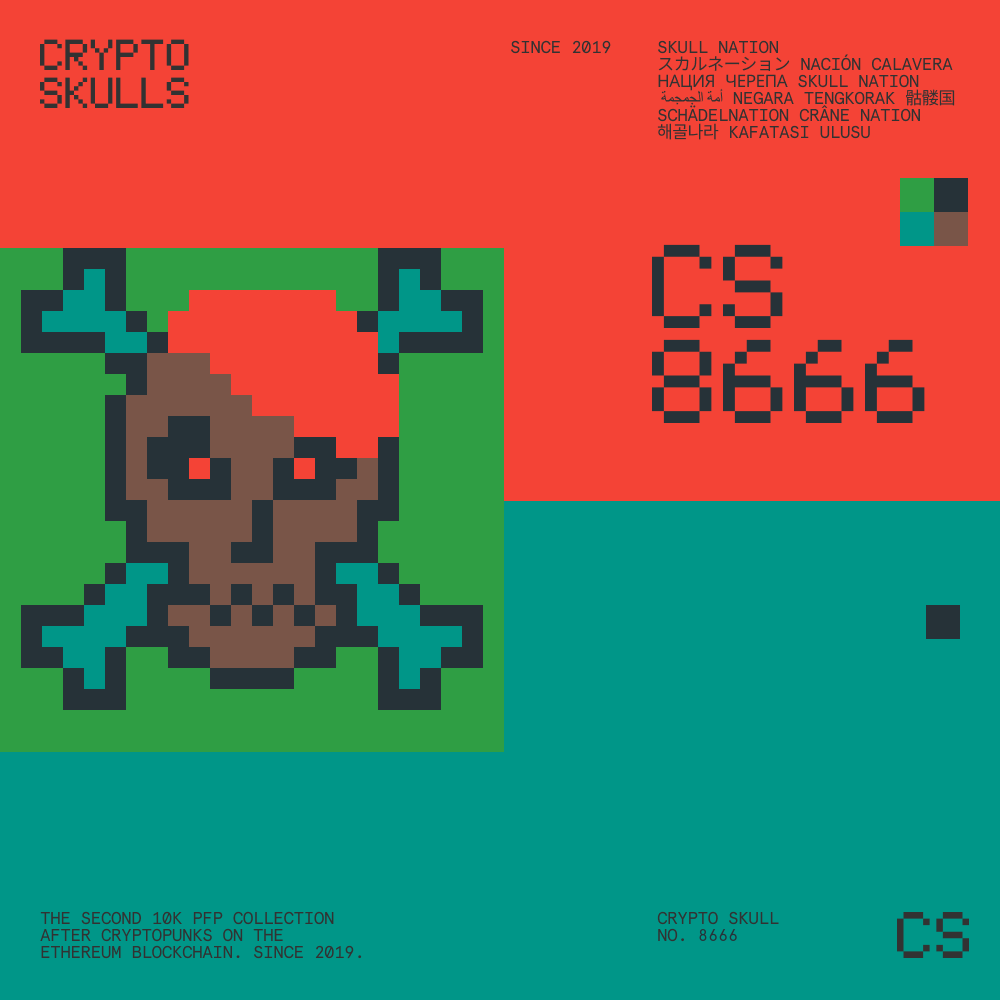 CRYPTO
SKULLS
SINCE 2019
SKULL NATION
スカルネーション NACIÓN CALAVERA
НАЦИЯ ЧЕРЕПА SKULL NATION
أمة الجمجمة NEGARA TENGKORAK 骷髅国
SCHÄDELNATION CRÂNE NATION
해골나라 KAFATASI ULUSU
CS
8666
THE SECOND 10K PFP COLLECTION
AFTER CRYPTOPUNKS ON THE
ETHEREUM BLOCKCHAIN. SINCE 2019.
CRYPTO SKULL
NO. 8666
CS